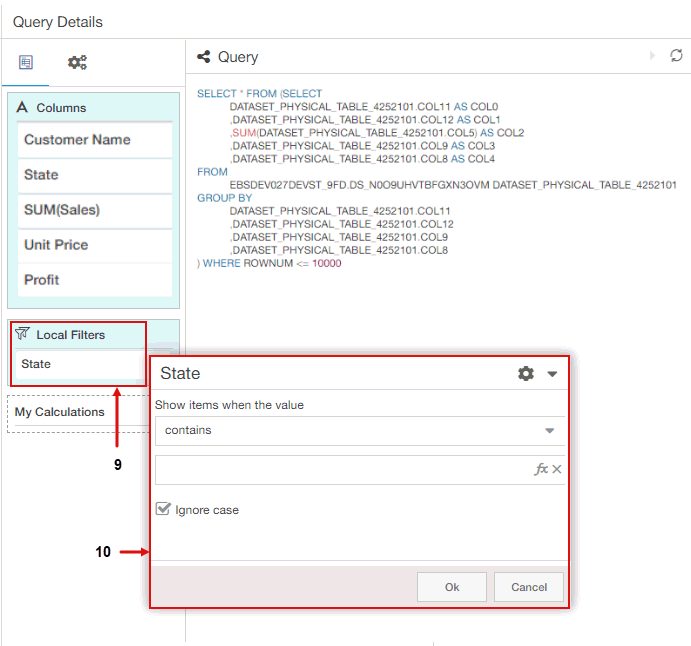 Query Details
Query
A Columns
Customer Name
State
SUM(Sales)
Unit Price
Profit
SELECT * FROM (SELECT
DATASET_PHYSICAL_TABLE_4252101.COL11 AS COL0
,DATASET_PHYSICAL_TABLE_4252101.COL12 AS COL1
,SUM(DATASET_PHYSICAL_TABLE_4252101.COL5) AS COL2
,DATASET_PHYSICAL_TABLE_4252101.COL9 AS COL3
,DATASET_PHYSICAL_TABLE_4252101.COL8 AS COL4
FROM
EBSDEV027DEVST_9FD.DS_N0O9UHVTBFGXN3OVM DATASET_PHYSICAL_TABLE_4252101
GROUP BY
DATASET_PHYSICAL_TABLE_4252101.COL11
,DATASET_PHYSICAL_TABLE_4252101.COL12
,DATASET_PHYSICAL_TABLE_4252101.COL9
,DATASET_PHYSICAL_TABLE_4252101.COL8
) WHERE ROWNUM <= 10000
Local Filters
State
My Calculations
9
10
State
Show items when the value
contains
fx
Ignore case
Ok
Cancel